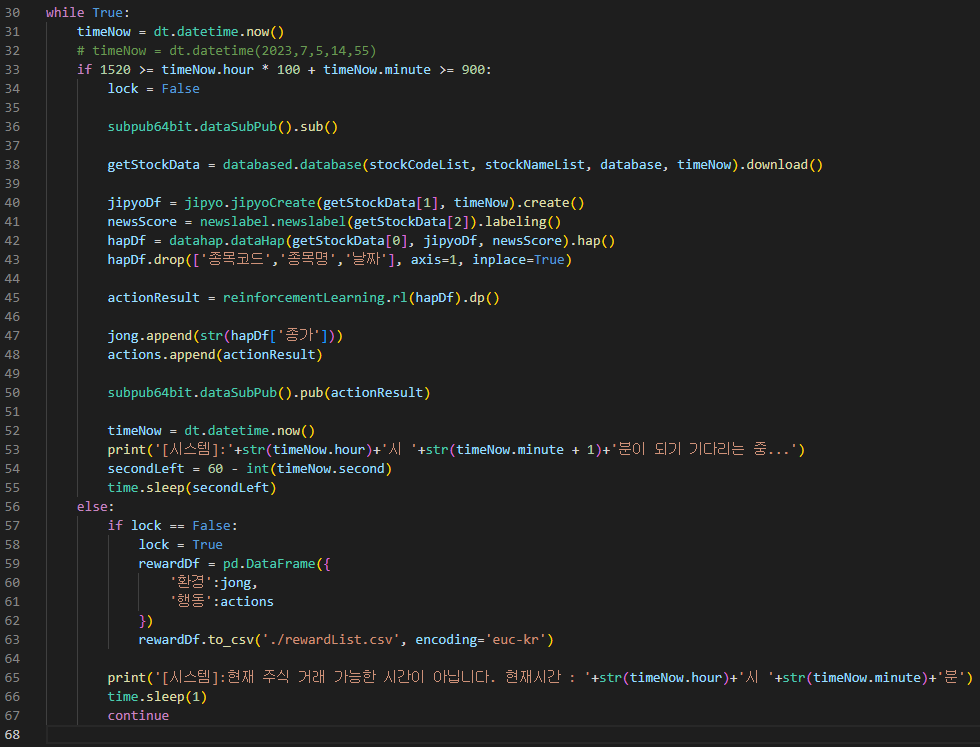 30 while True:
31     timeNow = dt.datetime.now()
32     # timeNow = dt.datetime(2023,7,5,14,55)
33     if 1520 >= timeNow.hour * 100 + timeNow.minute >= 900:
34         lock = False
35
36         subpub64bit.dataSubPub().sub()
37
38         getStockData = databased.database(stockCodeList, stockNameList, database, timeNow).download()
39
40         jipyoDf = jipyo.jipyoCreate(getStockData[1], timeNow).create()
41         newsScore = newslabel.newslabel(getStockData[2]).labeling()
42         hapDf = datahap.dataHap(getStockData[0], jipyoDf, newsScore).hap()
43         hapDf.drop(['종목코드','종목명','날짜'], axis=1, inplace=True)
44
45         actionResult = reinforcementLearning.rl(hapDf).dp()
46
47         jong.append(str(hapDf['종가']))
48         actions.append(actionResult)
49
50         subpub64bit.dataSubPub().pub(actionResult)
51
52         timeNow = dt.datetime.now()
53         print('[시스템]:'+str(timeNow.hour)+'시 '+str(timeNow.minute + 1)+'분이 되기 기다리는 중...')
54         secondLeft = 60 - int(timeNow.second)
55         time.sleep(secondLeft)
56     else:
57         if lock == False:
58             lock = True
59             rewardDf = pd.DataFrame({
60                 '환경':jong,
61                 '행동':actions
62             })
63             rewardDf.to_csv('./rewardList.csv', encoding='euc-kr')
64
65         print('[시스템]:현재 주식 거래 가능한 시간이 아닙니다. 현재시간 : '+str(timeNow.hour)+'시 '+str(timeNow.minute)+'분')
66         time.sleep(1)
67         continue
68